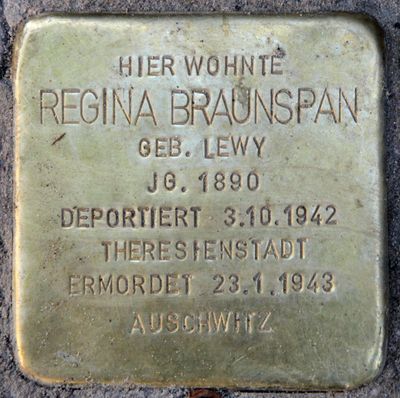 HIER WOHNTE
REGINA BRAUNSPAN
GEB. LEWY
JG. 1890
DEPORTIERT 3.10.1942
THERESIENSTADT
ERMORDET 23.1.1943
AUSCHWITZ